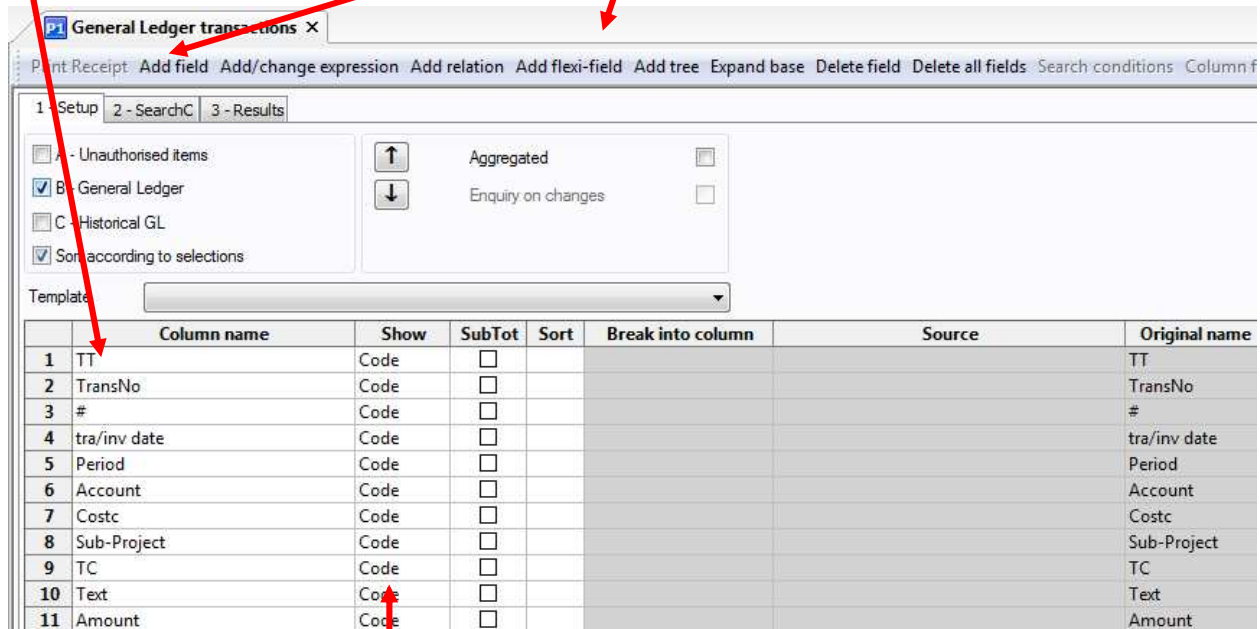 P1 General Ledger transactions X
Print Receipt Add field Add/change expression Add relation Add flexi-field Add tree Expand base Delete field Delete all fields Search conditions Column f
1 - Setup 2 - SearchC 3 - Results
A - Unauthorised items Aggregated
B - General Ledger Enquiry on changes
C - Historical GL
Sort according to selections
Template
Column name Show SubTot Sort Break into column Source Original name
1 TT Code TT
2 TransNo Code TransNo
3 # Code #
4 tra/inv date Code tra/inv date
5 Period Code Period
6 Account Code Account
7 Costc Code Costc
8 Sub-Project Code Sub-Project
9 TC Code TC
10 Text Code Text
11 Amount Code Amount